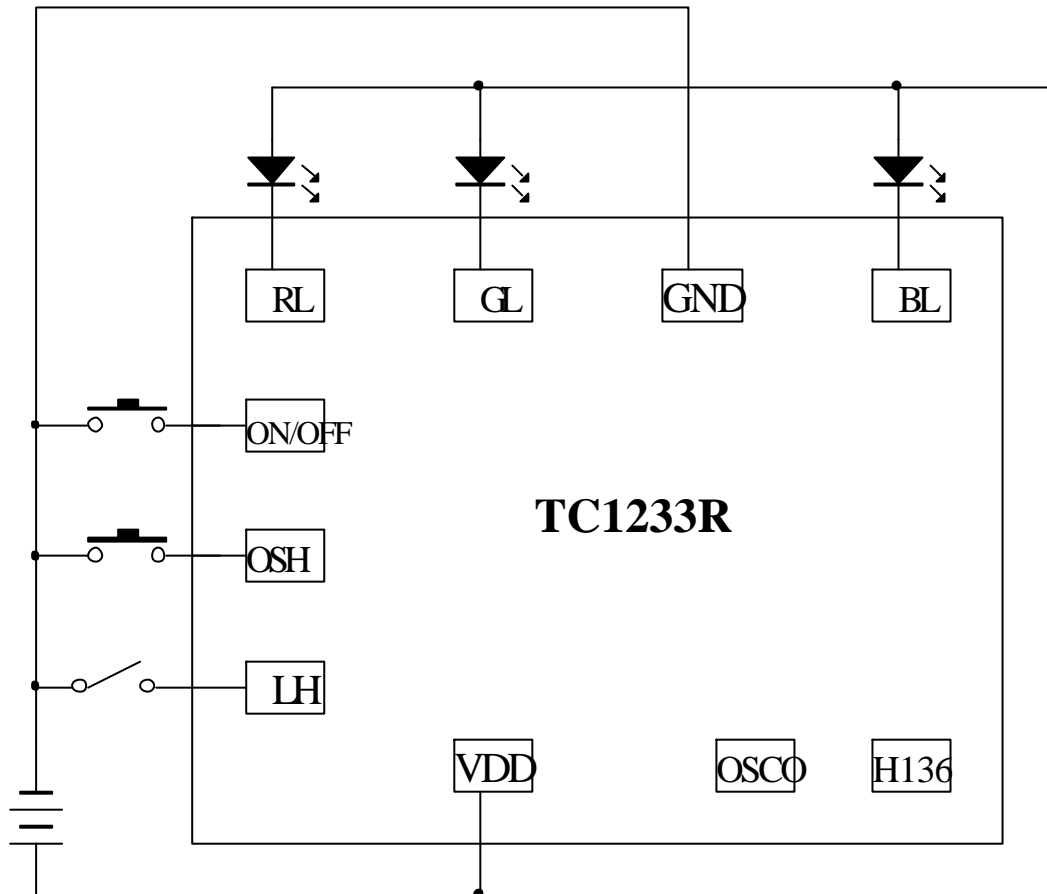 RL
GL
GND
BL
ON/OFF
TC1233R
OSH
LH
VDD
OSCO
H136